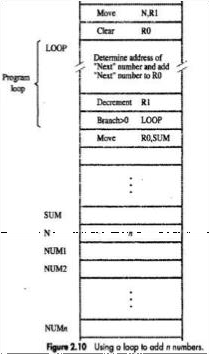 Move N,R1
Clear R0
LOOP
Determine address of
"Next" number and add
"Next" number to R0
Program
loop
Decrement R1
Branch>0 LOOP
Move R0,SUM
SUM
N n
NUM1
NUM2
NUMn
Figure 2.10 Using a loop to add n numbers.